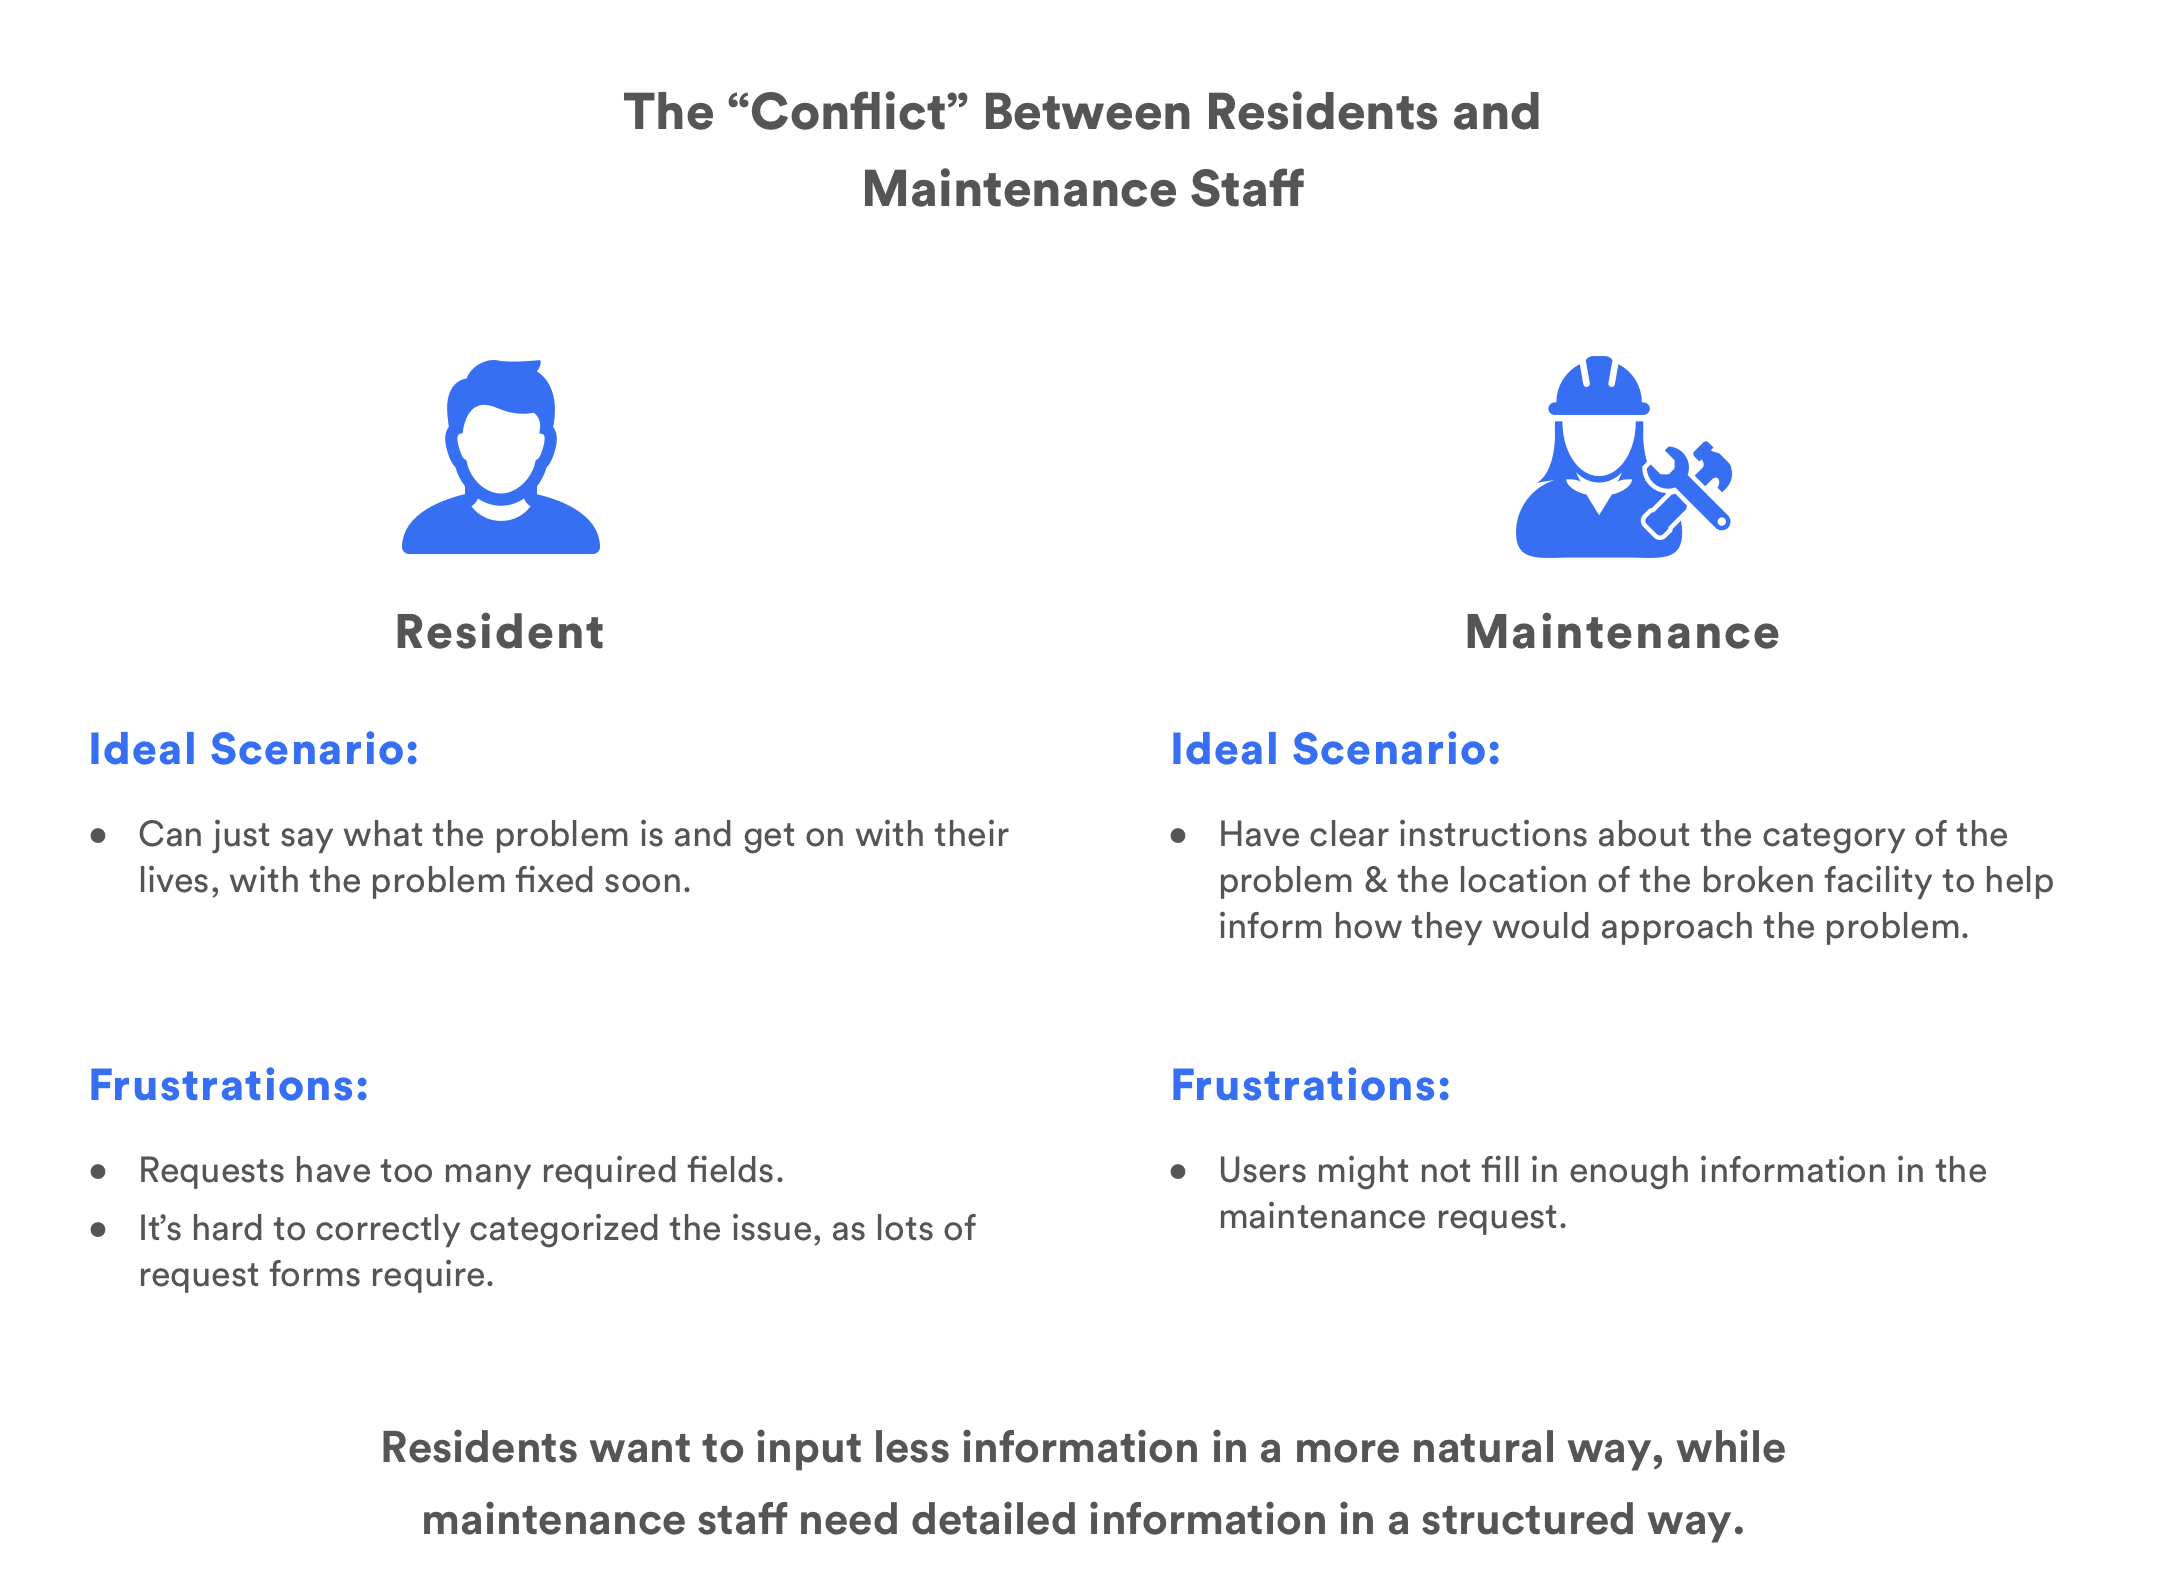 The “Conflict” Between Residents and
Maintenance Staff
Resident
Ideal Scenario:
● Can just say what the problem is and get on with their
lives, with the problem fixed soon.
Frustrations:
● Requests have too many required fields.
● It’s hard to correctly categorized the issue, as lots of
request forms require.
Maintenance
Ideal Scenario:
● Have clear instructions about the category of the
problem & the location of the broken facility to help
inform how they would approach the problem.
Frustrations:
● Users might not fill in enough information in the
maintenance request.
Residents want to input less information in a more natural way, while
maintenance staff need detailed information in a structured way.